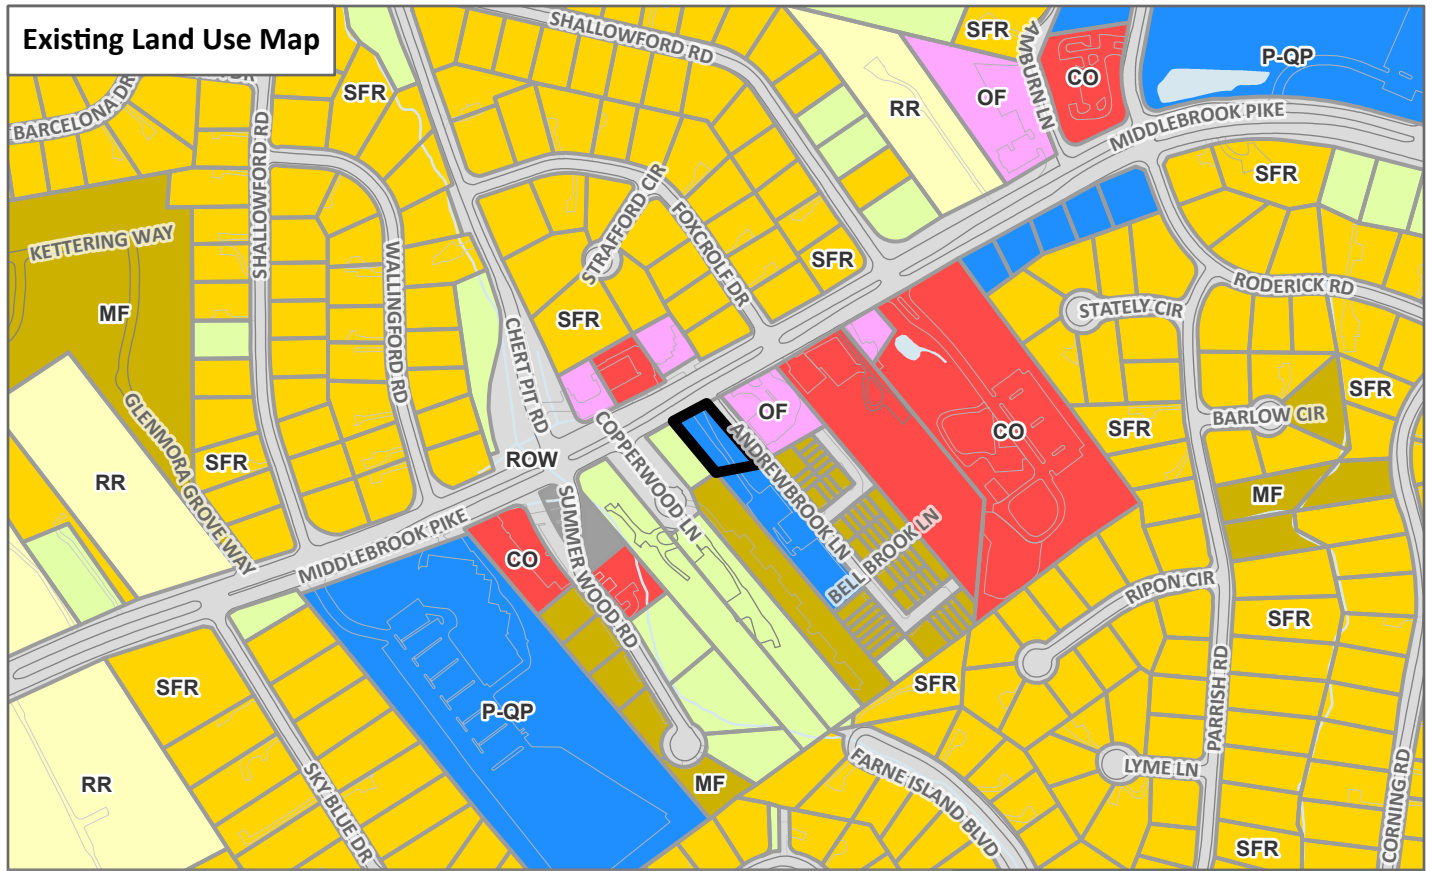 Existing Land Use Map
SHALLOWFORD RD
SFR
AMBURN LN
CO
P-QP
DR
BARCELONA DR
SFR
RR
OF
MIDDLEBROOK PIKE
SHALLOWFORD RD
KETTERING WAY
WALLINGFORD RD
STRAFFORD CIR
FOXCROLF DR
SFR
SFR
RODERICK RD
STATELY CIR
MF
SFR
CHERT PIT RD
SFR
BARLOW CIR
GLENMORA GROVE WAY
COPPERWOOD LN
OF
ANDREWBROOK LN
CO
SFR
SFR
ROW
RR
MF
SUMMER WOOD RD
BELL BROOK LN
MIDDLEBROOK PIKE
CO
RIPON CIR
SFR
SFR
SFR
P-QP
PARRISH RD
RR
SKY BLUE DR
MF
FARNE ISLAND BLVD
LYME LN
CORNING RD
SFR